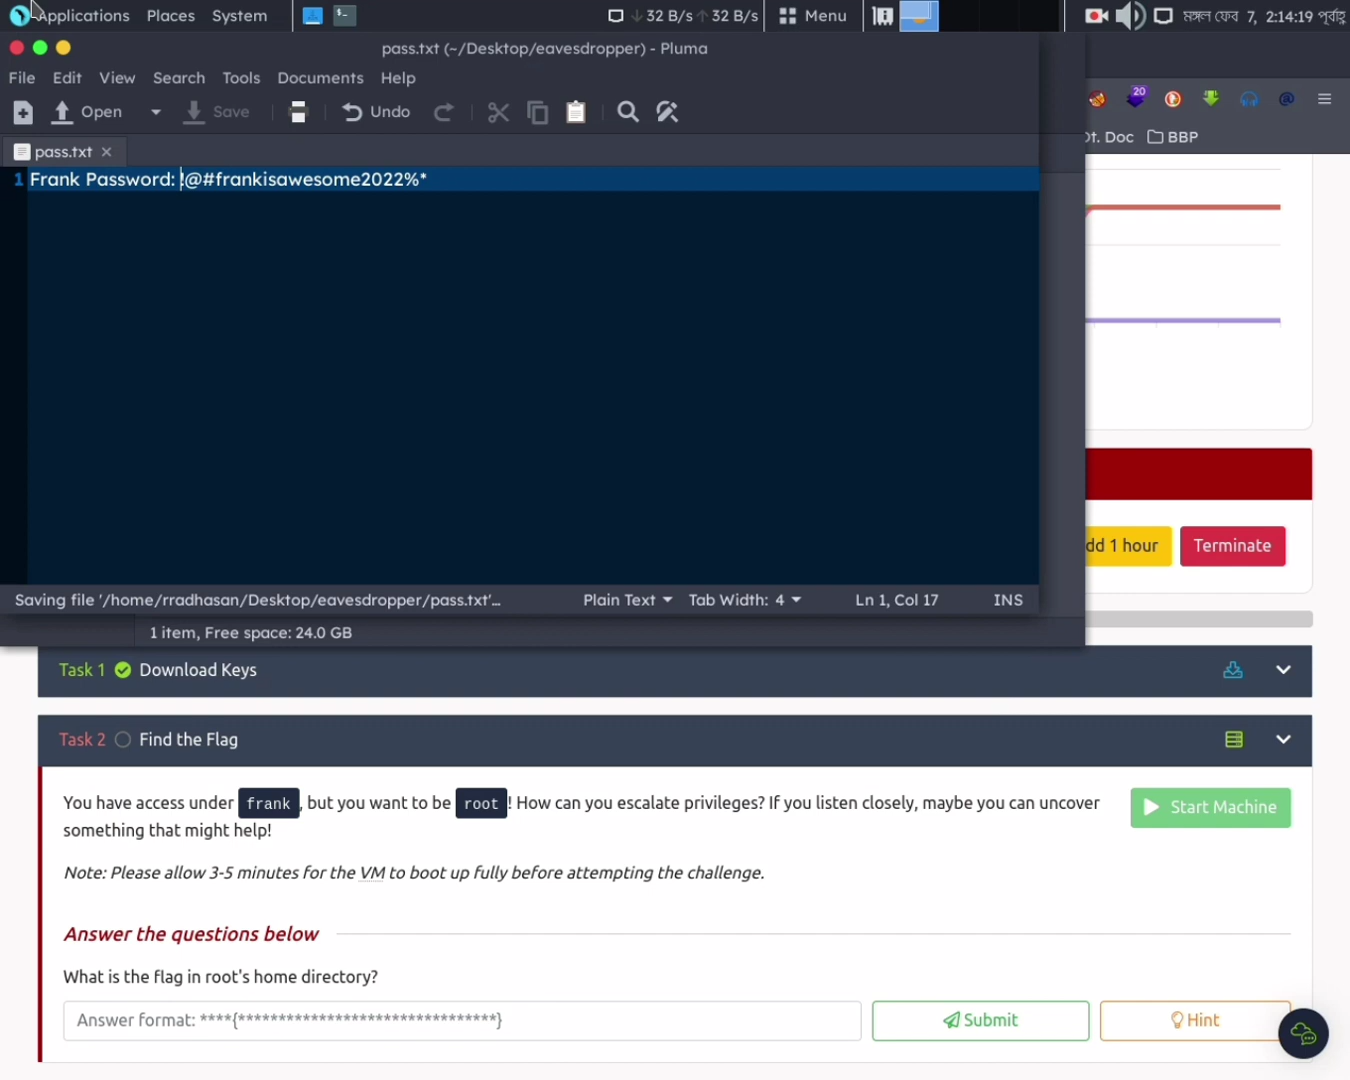 Applications Places System 32 B/s 32 B/s Menu মঙ্গল ফেব 7, 2:14:19 পূর্বাহ্ণ
pass.txt (~/Desktop/eavesdropper) - Pluma
File Edit View Search Tools Documents Help
Open Save Undo
20
Dt. Doc BBP
pass.txt
1 Frank Password: !@#frankisawesome2022%*
dd 1 hour Terminate
Saving file '/home/rradhasan/Desktop/eavesdropper/pass.txt'... Plain Text Tab Width: 4 Ln 1, Col 17 INS
1 item, Free space: 24.0 GB
Task 1 Download Keys
Task 2 Find the Flag
You have access under frank, but you want to be root! How can you escalate privileges? If you listen closely, maybe you can uncover
something that might help!
Start Machine
Note: Please allow 3-5 minutes for the VM to boot up fully before attempting the challenge.
Answer the questions below
What is the flag in root's home directory?
Answer format: ****{********************************} Submit Hint